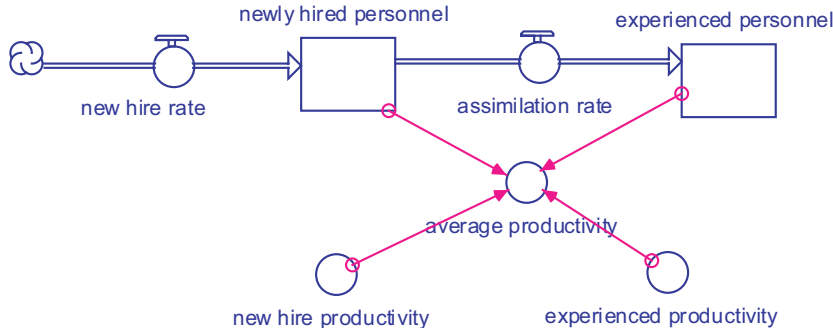 newly hired personnel
experienced personnel
new hire rate
assimilation rate
average productivity
new hire productivity
experienced productivity